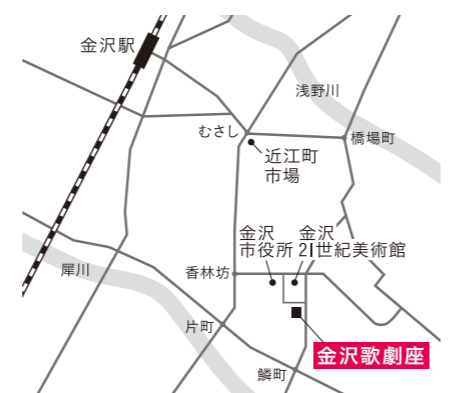 金沢駅
浅野川
むさし
橋場町
近江町
市場
金沢
市役所
金沢
21世紀美術館
犀川
香林坊
片町
金沢歌劇座
鱗町